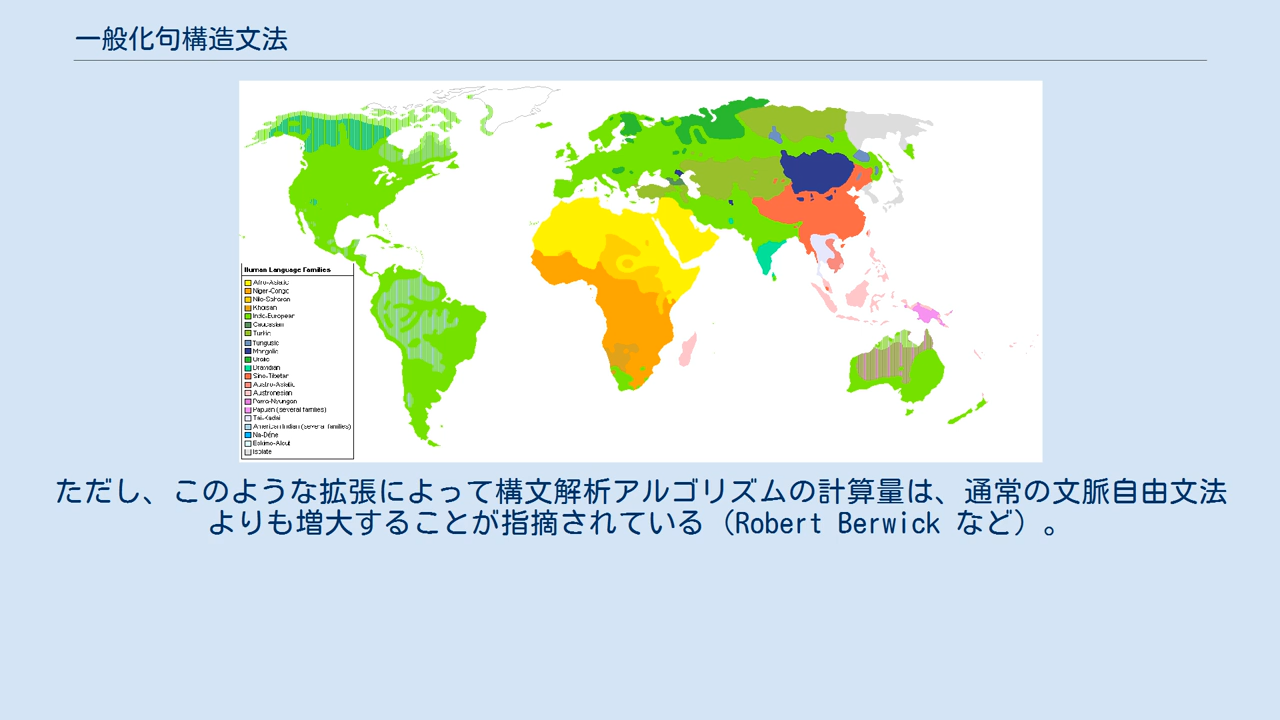 一般化句構造文法
Human Language Families
Afro-Asiatic
Niger-Congo
Nilo-Saharan
Khoisan
Indo-European
Caucasian
Turkic
Tungusic
Mongolic
Uralic
Dravidian
Sino-Tibetan
Austro-Asiatic
Austronesian
Pama-Nyungan
Papuan (several families)
Tai-Kadai
American Indian (several families)
Na-Dené
Eskimo-Aleut
Isolate
ただし、このような拡張によって構文解析アルゴリズムの計算量は、通常の文脈自由文法
よりも増大することが指摘されている（Robert Berwick など）。